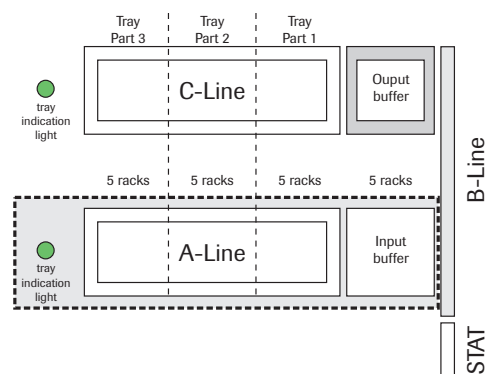 Tray
Part 3
Tray
Part 2
Tray
Part 1
C-Line
Ouput
buffer
tray
indication
light
B-Line
5 racks
5 racks
5 racks
5 racks
A-Line
Input
buffer
tray
indication
light
STAT